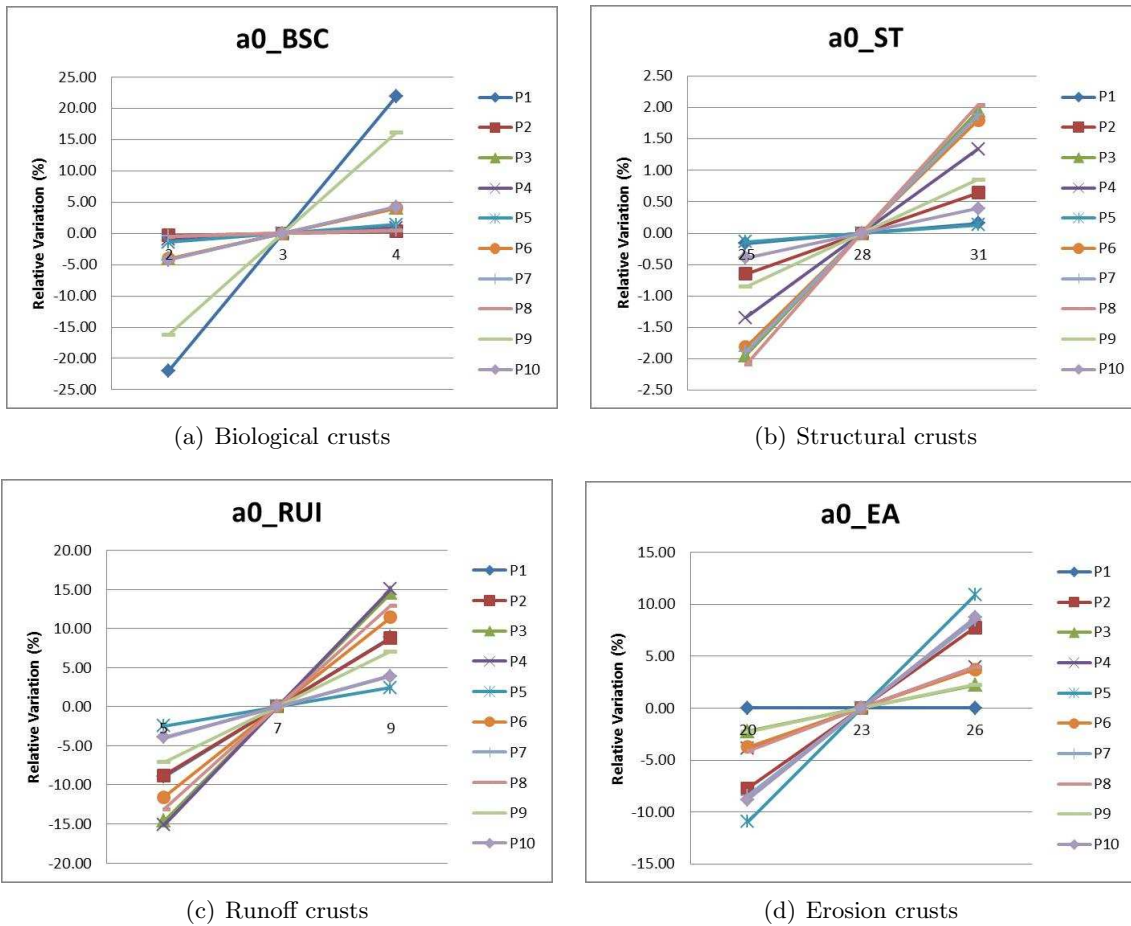 a0_BSC
25.00
20.00
15.00
10.00
5.00
0.00
-5.00
-10.00
-15.00
-20.00
-25.00
Relative Variation (%)
2
3
4
P1
P2
P3
P4
P5
P6
P7
P8
P9
P10
(a) Biological crusts
a0_ST
2.50
2.00
1.50
1.00
0.50
0.00
-0.50
-1.00
-1.50
-2.00
-2.50
Relative Variation (%)
25
28
31
P1
P2
P3
P4
P5
P6
P7
P8
P9
P10
(b) Structural crusts
a0_RUI
20.00
15.00
10.00
5.00
0.00
-5.00
-10.00
-15.00
-20.00
Relative Variation (%)
5
7
9
P1
P2
P3
P4
P5
P6
P7
P8
P9
P10
(c) Runoff crusts
a0_EA
15.00
10.00
5.00
0.00
-5.00
-10.00
-15.00
Relative Variation (%)
20
23
26
P1
P2
P3
P4
P5
P6
P7
P8
P9
P10
(d) Erosion crusts